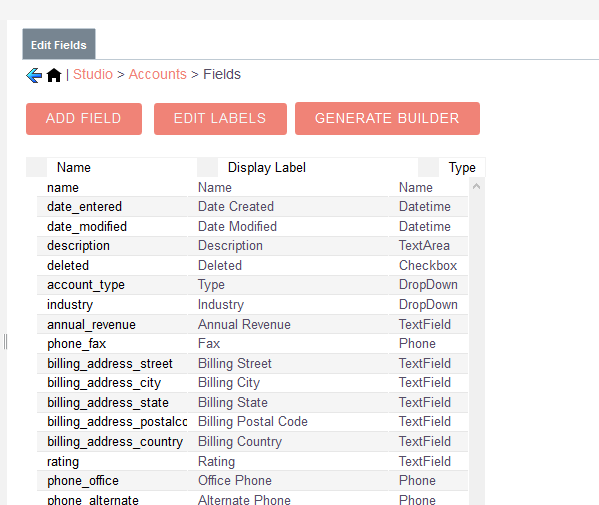 Edit Fields
| Studio > Accounts > Fields
ADD FIELD EDIT LABELS GENERATE BUILDER
Name Display Label Type
name Name Name
date_entered Date Created Datetime
date_modified Date Modified Datetime
description Description TextArea
deleted Deleted Checkbox
account_type Type DropDown
industry Industry DropDown
annual_revenue Annual Revenue TextField
phone_fax Fax Phone
billing_address_street Billing Street TextField
billing_address_city Billing City TextField
billing_address_state Billing State TextField
billing_address_postalcc Billing Postal Code TextField
billing_address_country Billing Country TextField
rating Rating TextField
phone_office Office Phone Phone
phone_alternate Alternate Phone Phone